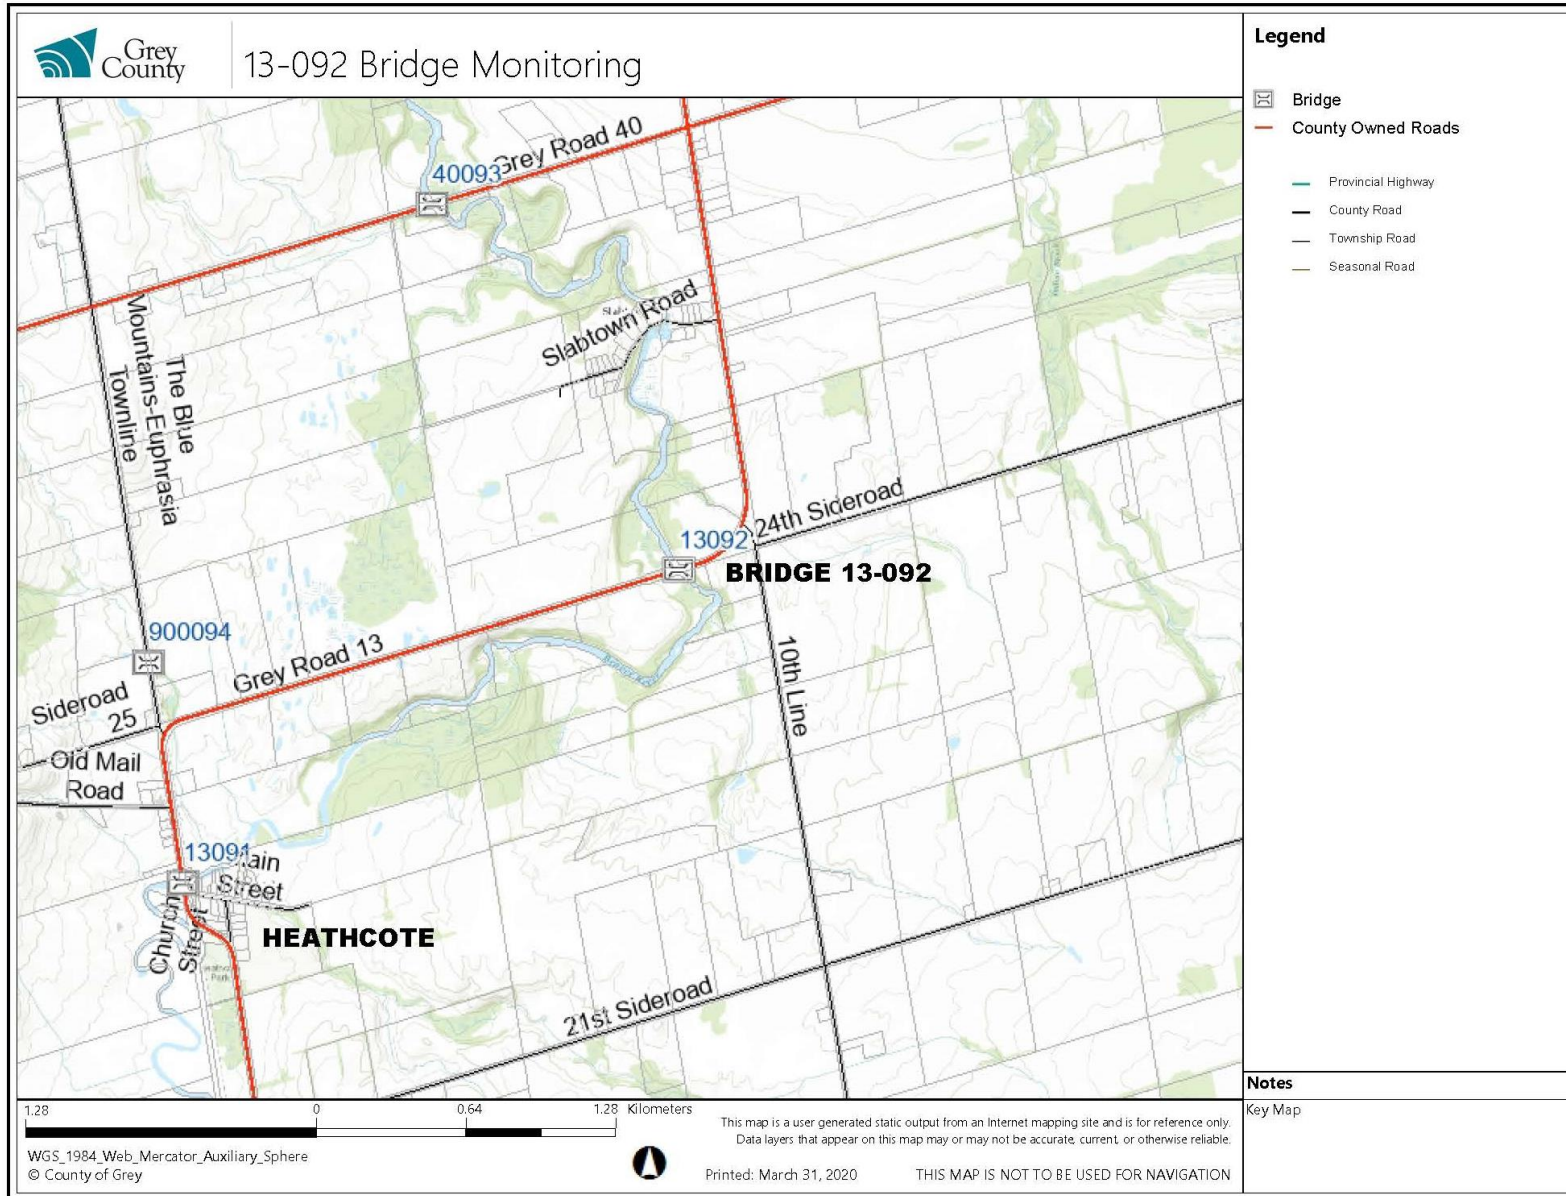 Grey
County
13-092 Bridge Monitoring
Legend
Bridge
County Owned Roads
Provincial Highway
County Road
Township Road
Seasonal Road
Grey Road 40
40093
Slabtown Road
The Blue
Mountains-Euphrasia
Townline
24th Sideroad
13092
BRIDGE 13-092
900094
Grey Road 13
10th Line
Sideroad
25
Old Mail
Road
13091
Street
Church
Street
HEATHCOTE
Park
21st Sideroad
Notes
Key Map
1.28 0 0.64 1.28 Kilometers
WGS_1984_Web_Mercator_Auxiliary_Sphere
© County of Grey
This map is a user generated static output from an Internet mapping site and is for reference only.
Data layers that appear on this map may or may not be accurate, current, or otherwise reliable.
Printed: March 31, 2020 THIS MAP IS NOT TO BE USED FOR NAVIGATION